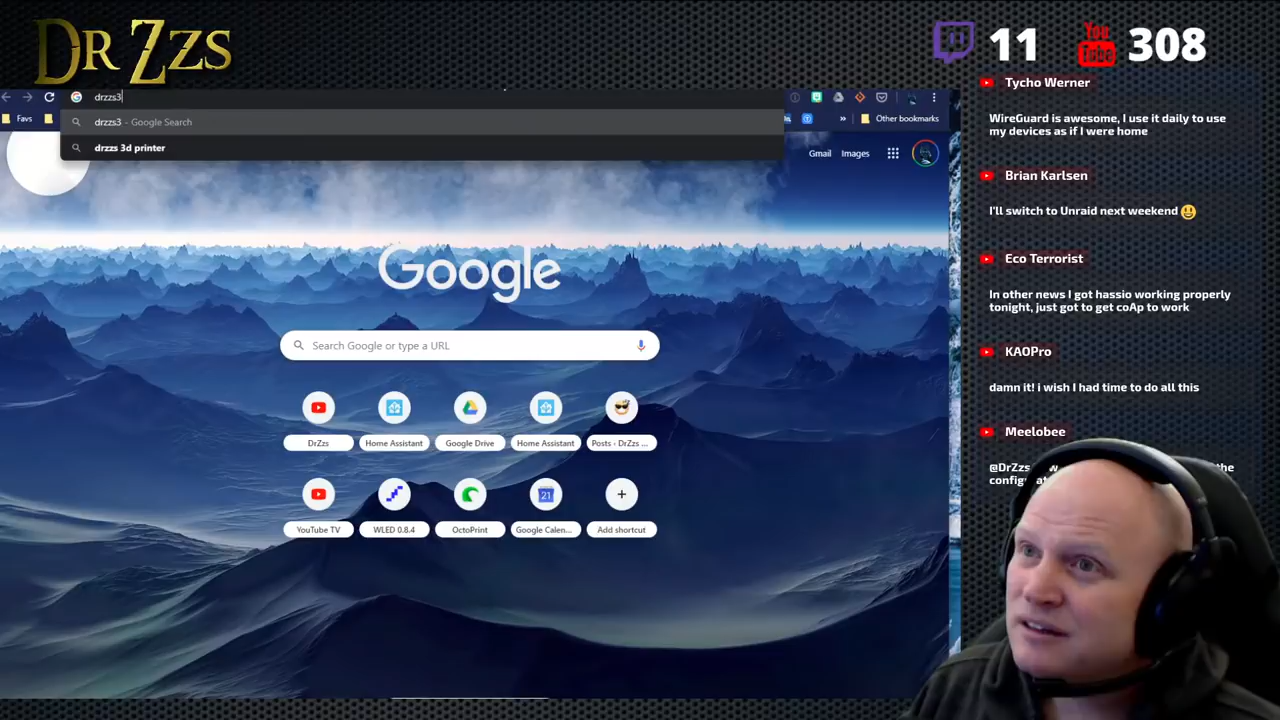 DR ZZS
11
You
Tube
308
drzzs3
drzzs3 - Google Search
drzzs 3d printer
Favs
Other bookmarks
Gmail
Images
Google
Search Google or type a URL
DrZzs
Home Assistant
Google Drive
Home Assistant
Posts ‹ DrZzs ...
21
YouTube TV
WLED 0.8.4
OctoPrint
Google Calen...
Add shortcut
Tycho Werner
WireGuard is awesome, I use it daily to use
my devices as if I were home
Brian Karlsen
I'll switch to Unraid next weekend 😃
Eco Terrorist
In other news I got hassio working properly
tonight, just got to get coAp to work
KAOPro
damn it! i wish I had time to do all this
Meelobee
@DrZzs the